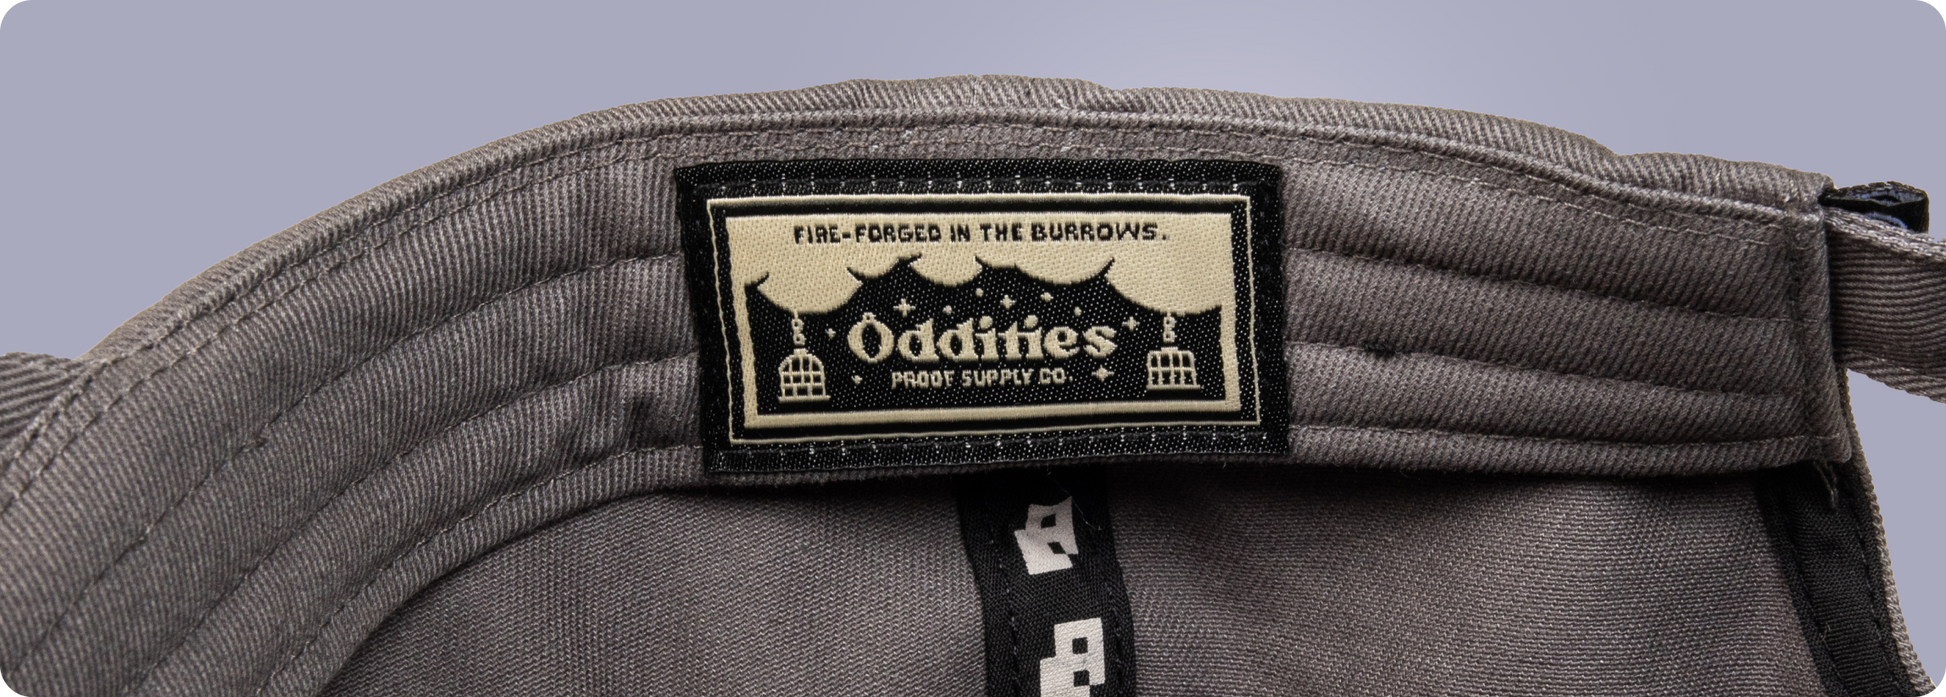 FIRE-FORGED IN THE BURROWS.
Oddities
PROOF SUPPLY CO.